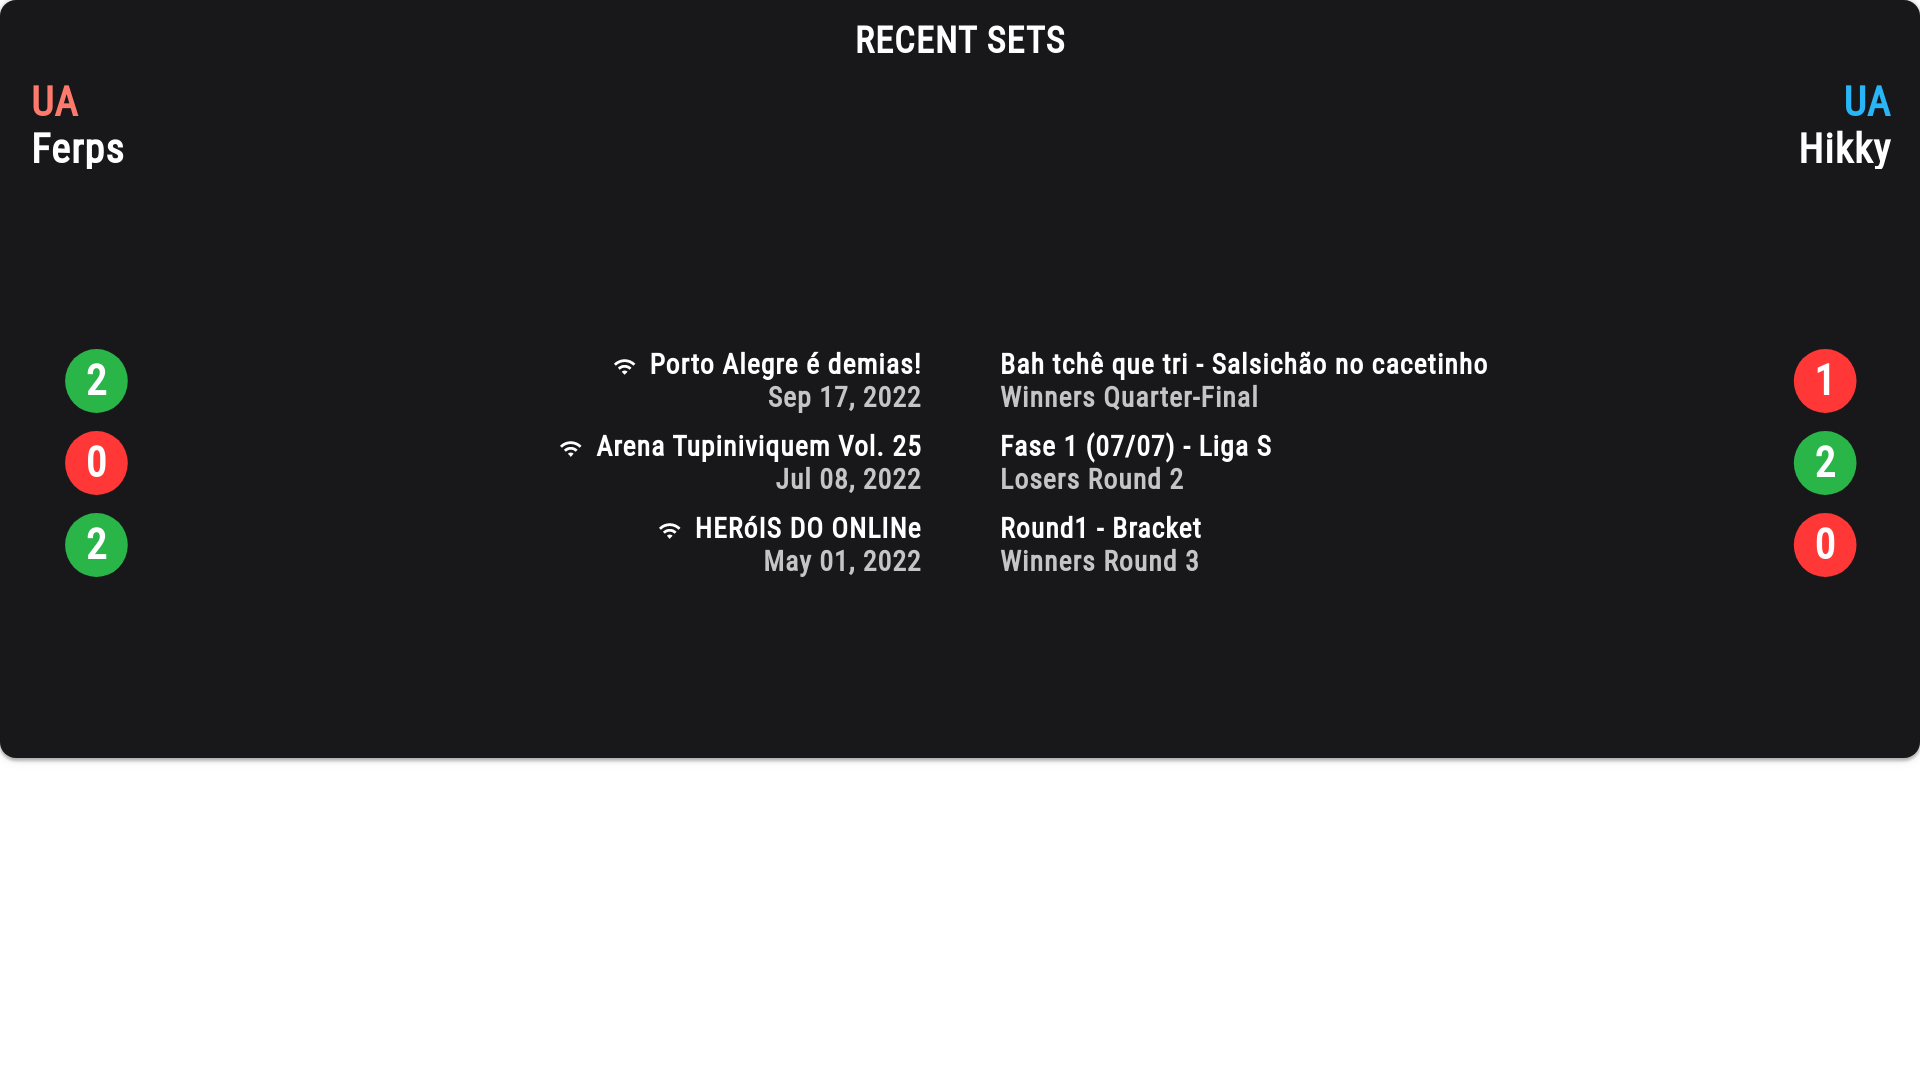 RECENT SETS
UA
Ferps
UA
Hikky
2
Porto Alegre é demias!
Sep 17, 2022
Bah tchê que tri - Salsichão no cacetinho
Winners Quarter-Final
1
0
Arena Tupiniviquem Vol. 25
Jul 08, 2022
Fase 1 (07/07) - Liga S
Losers Round 2
2
2
HERóIS DO ONLINe
May 01, 2022
Round1 - Bracket
Winners Round 3
0